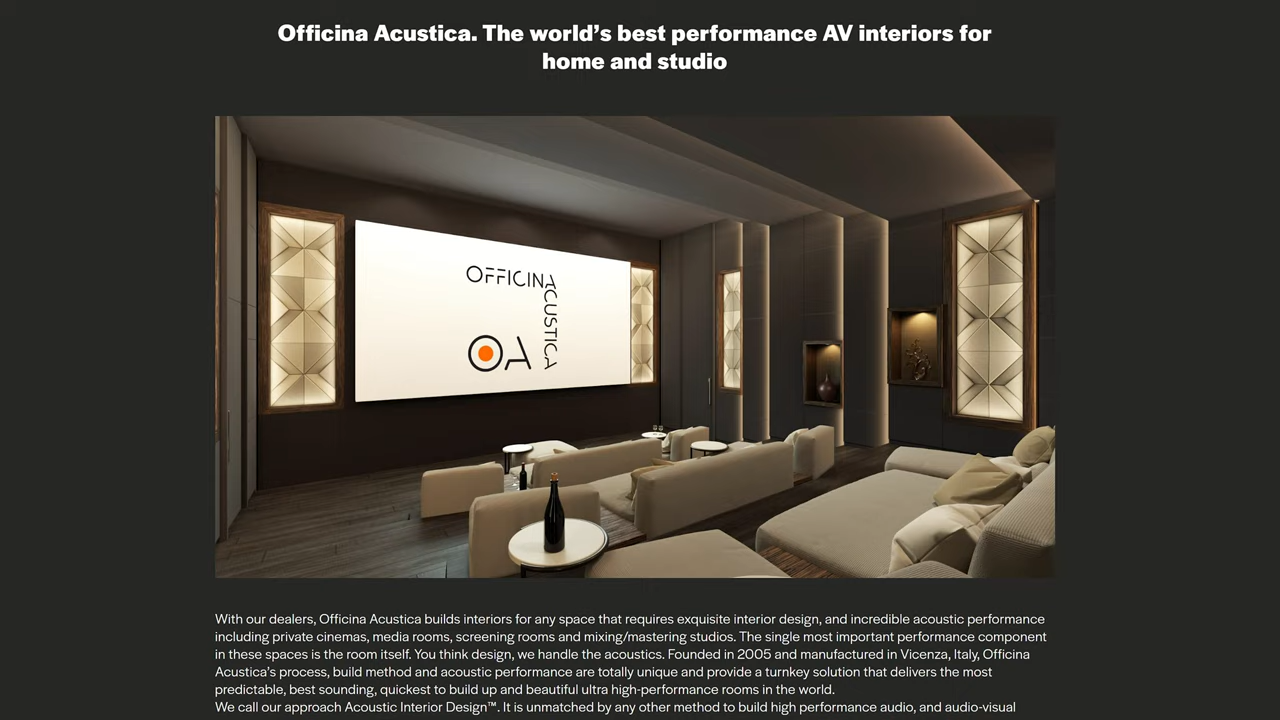 Officina Acustica. The world’s best performance AV interiors for
home and studio
OFFICINA
ACUSTICA
OA
With our dealers, Officina Acustica builds interiors for any space that requires exquisite interior design, and incredible acoustic performance
including private cinemas, media rooms, screening rooms and mixing/mastering studios. The single most important performance component
in these spaces is the room itself. You think design, we handle the acoustics. Founded in 2005 and manufactured in Vicenza, Italy, Officina
Acustica’s process, build method and acoustic performance are totally unique and provide a turnkey solution that delivers the most
predictable, best sounding, quickest to build up and beautiful ultra high-performance rooms in the world.
We call our approach Acoustic Interior Design™. It is unmatched by any other method to build high performance audio, and audio-visual